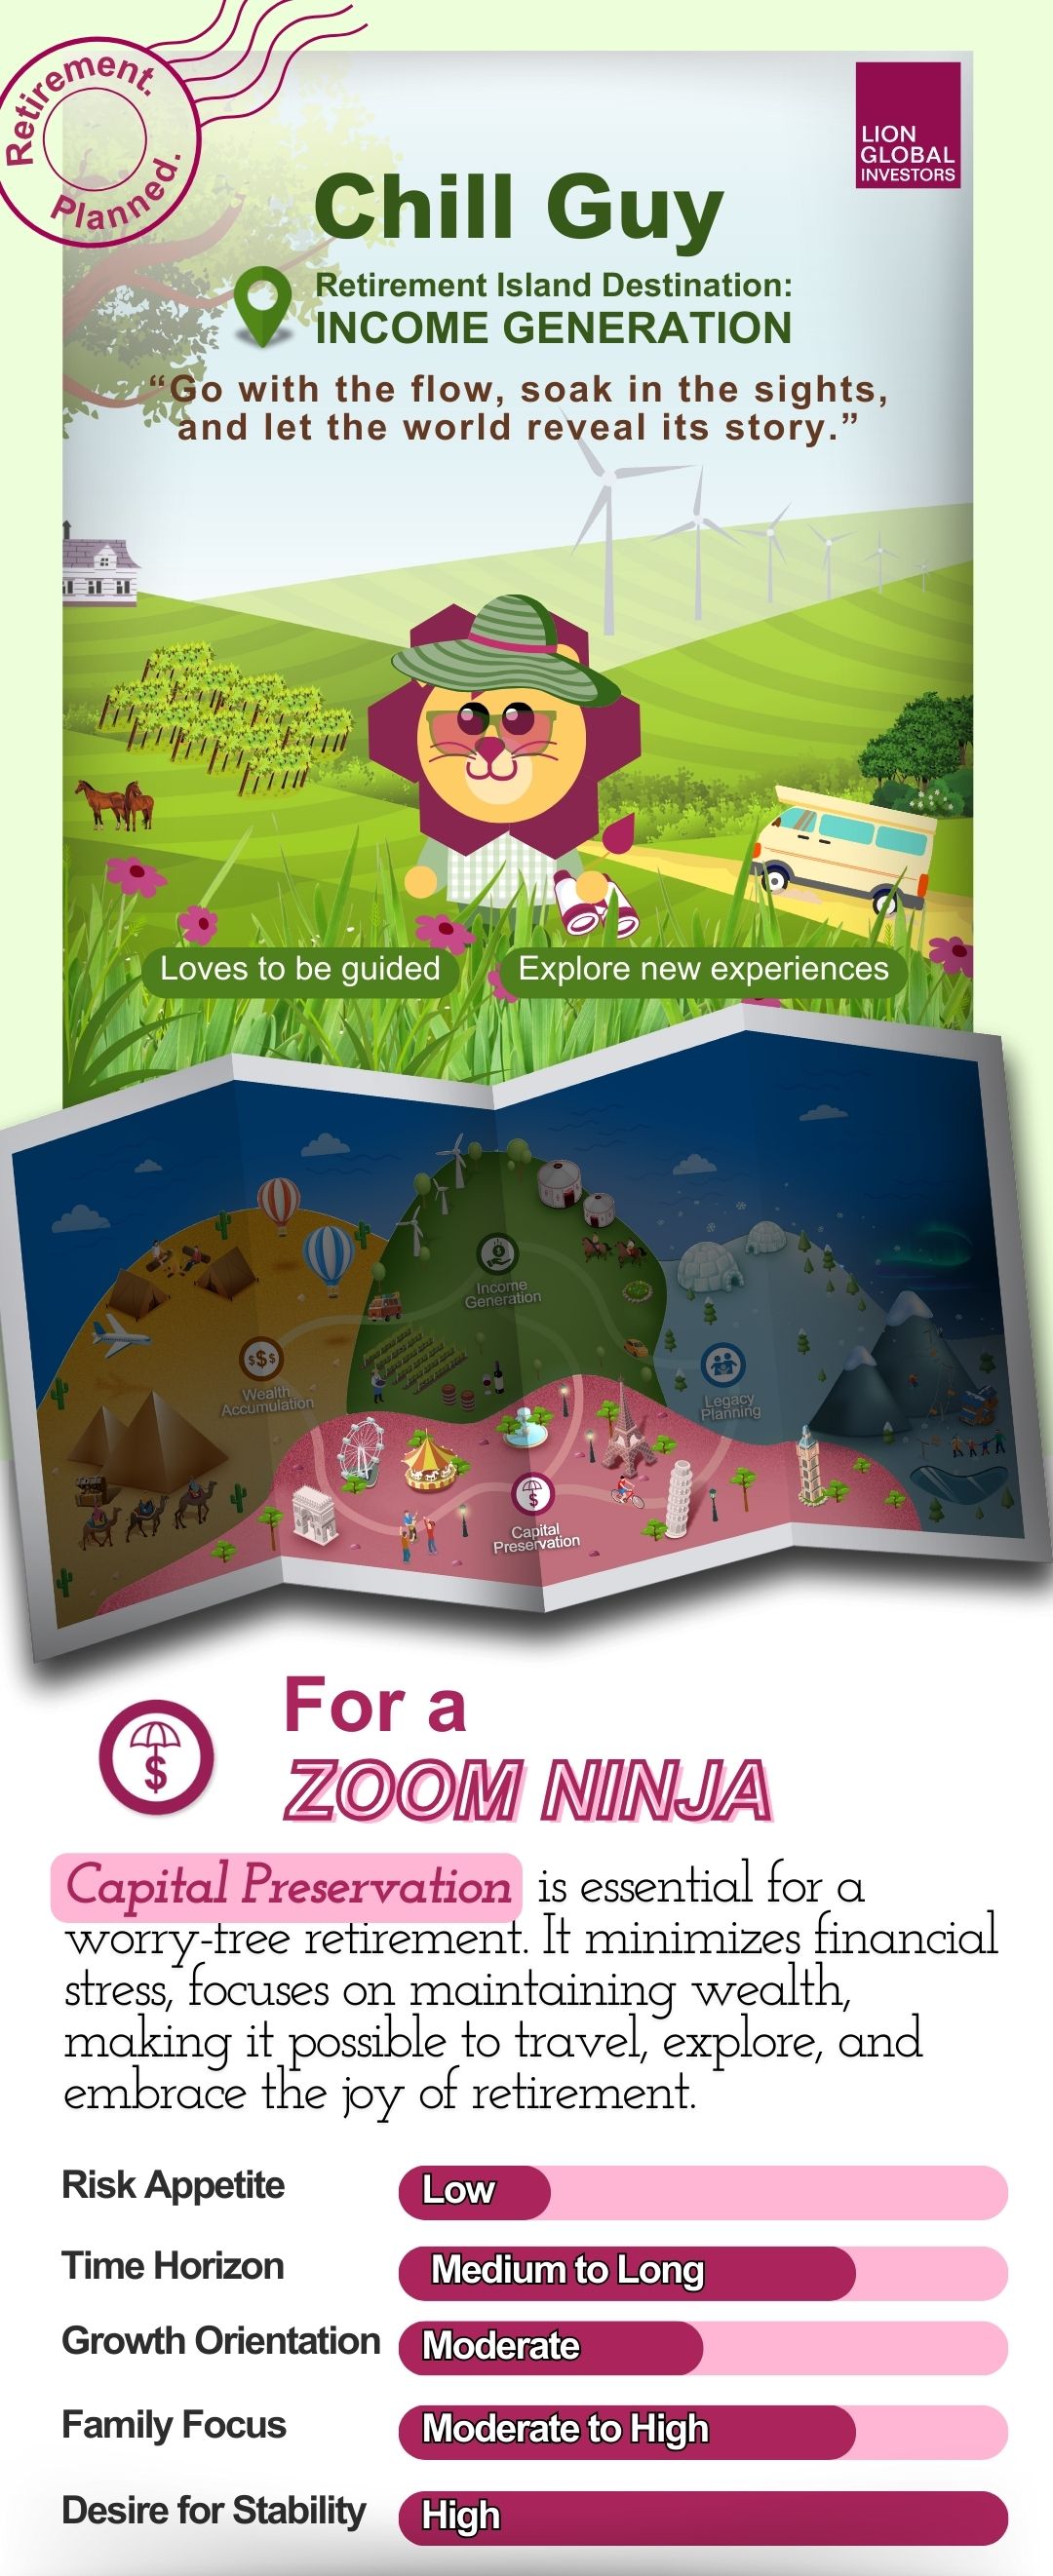 Retirement.
Planned.
LION
GLOBAL
INVESTORS
Chill Guy
Retirement Island Destination:
INCOME GENERATION
“Go with the flow, soak in the sights,
and let the world reveal its story.”
Loves to be guided
Explore new experiences
Income
Generation
$$$
Wealth
Accumulation
Legacy
Planning
$
Capital
Preservation
$
For a
ZOOM NINJA
Capital Preservation is essential for a
worry-free retirement. It minimizes financial
stress, focuses on maintaining wealth,
making it possible to travel, explore, and
embrace the joy of retirement.
Risk Appetite
Low
Time Horizon
Medium to Long
Growth Orientation
Moderate
Family Focus
Moderate to High
Desire for Stability
High